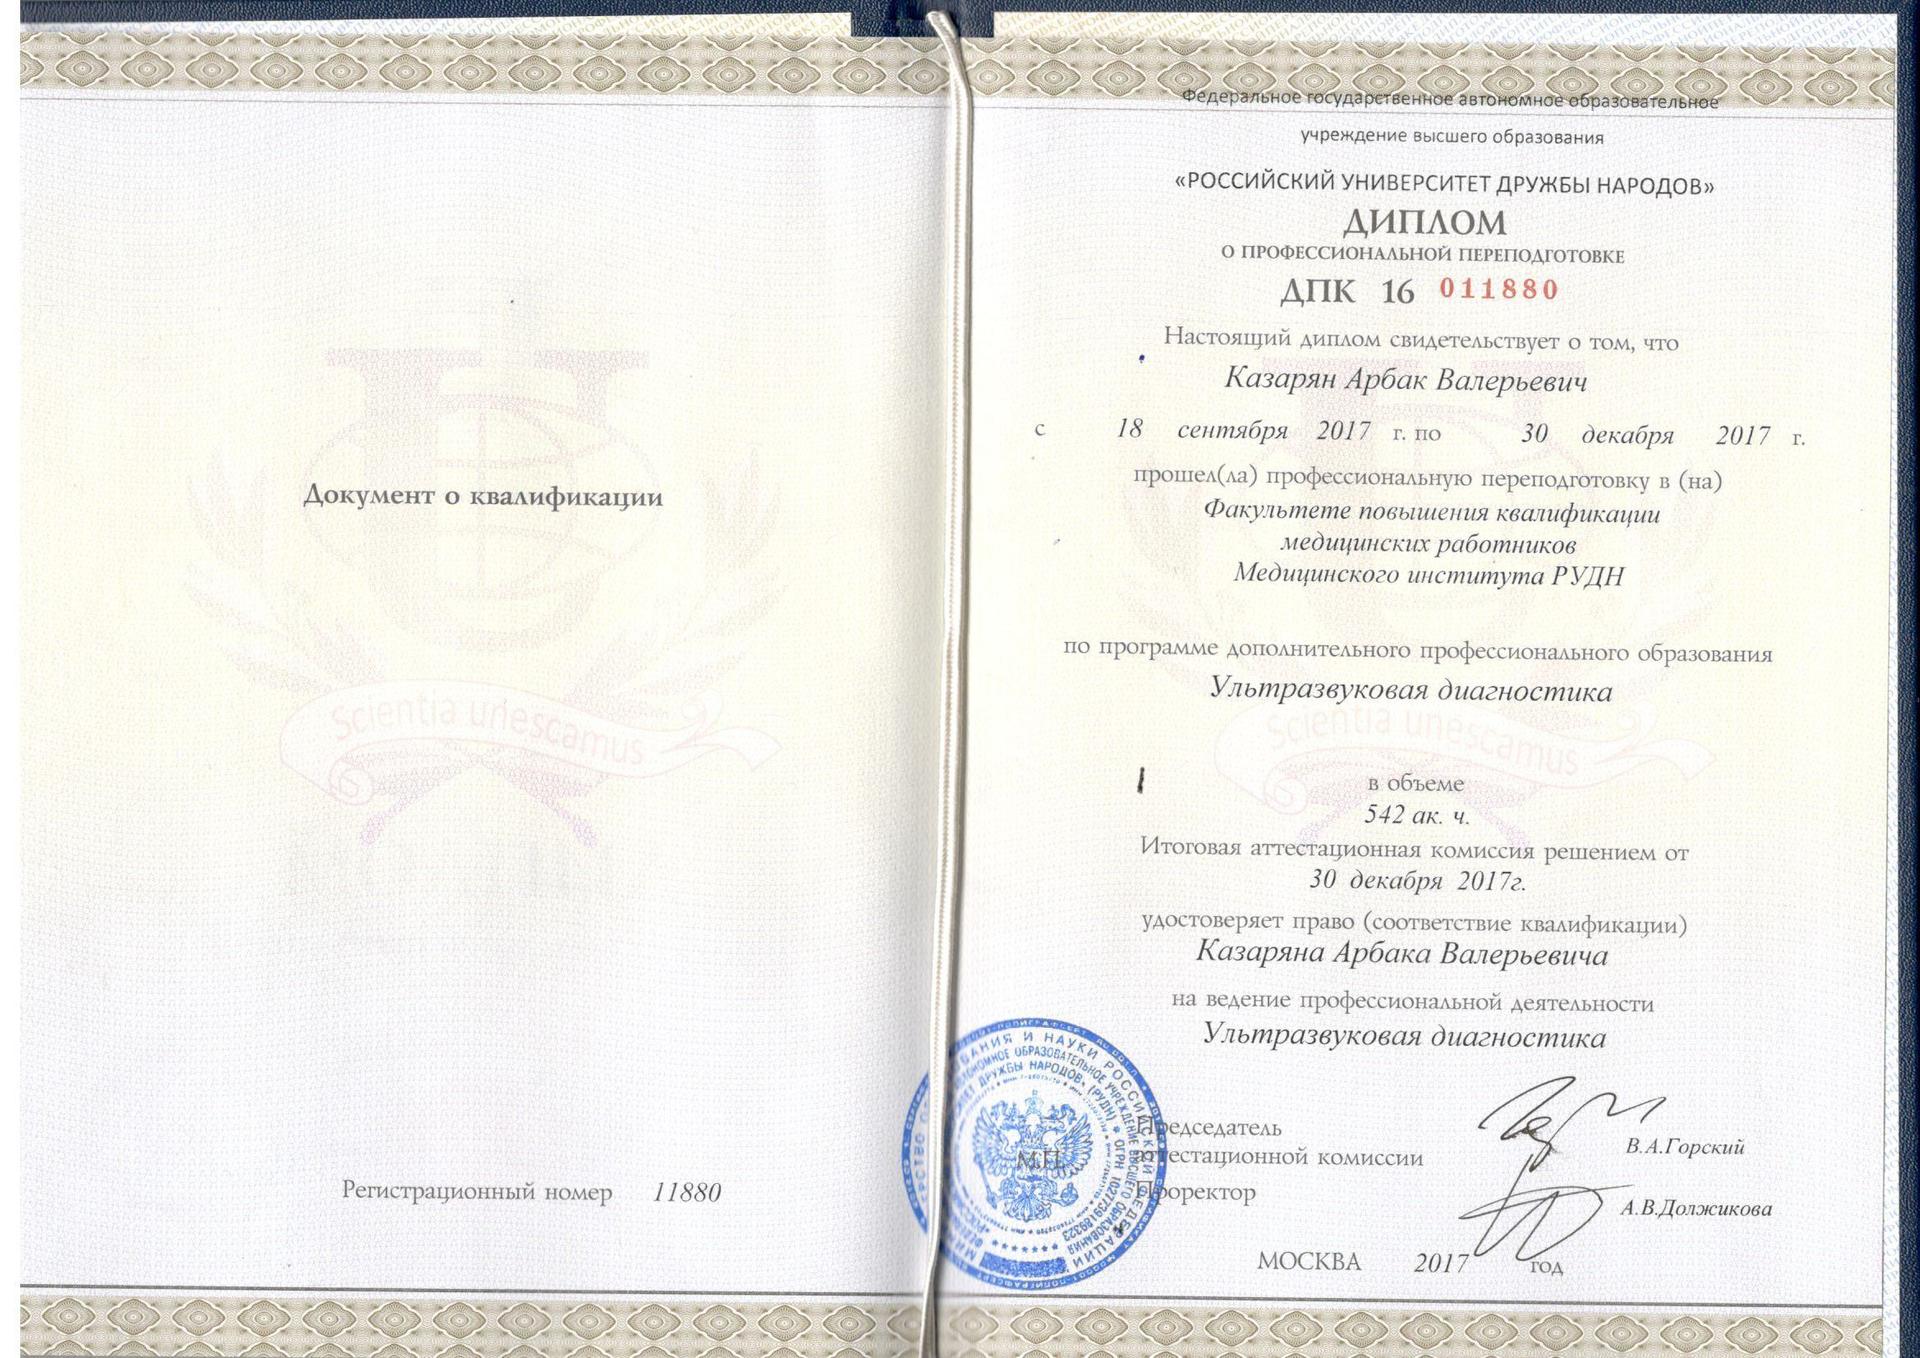 Документ о квалификации
Регистрационный номер 11880
Scientia unescamus
Федеральное государственное автономное образовательное
учреждение высшего образования
«РОССИЙСКИЙ УНИВЕРСИТЕТ ДРУЖБЫ НАРОДОВ»
ДИПЛОМ
О ПРОФЕССИОНАЛЬНОЙ ПЕРЕПОДГОТОВКЕ
ДПК 16 011880
Настоящий диплом свидетельствует о том, что
Казарян Арбак Валерьевич
с 18 сентября 2017 г. по 30 декабря 2017 г.
прошел(ла) профессиональную переподготовку в (на)
Факультете повышения квалификации
медицинских работников
Медицинского института РУДН
по программе дополнительного профессионального образования
Ультразвуковая диагностика
Scientia unescamus
в объеме
542 ак. ч.
Итоговая аттестационная комиссия решением от
30 декабря 2017г.
удостоверяет право (соответствие квалификации)
Казаряна Арбака Валерьевича
на ведение профессиональной деятельности
Ультразвуковая диагностика
Председатель
аттестационной комиссии В.А.Горский
М.П.
Проректор А.В.Должикова
МОСКВА 2017 год